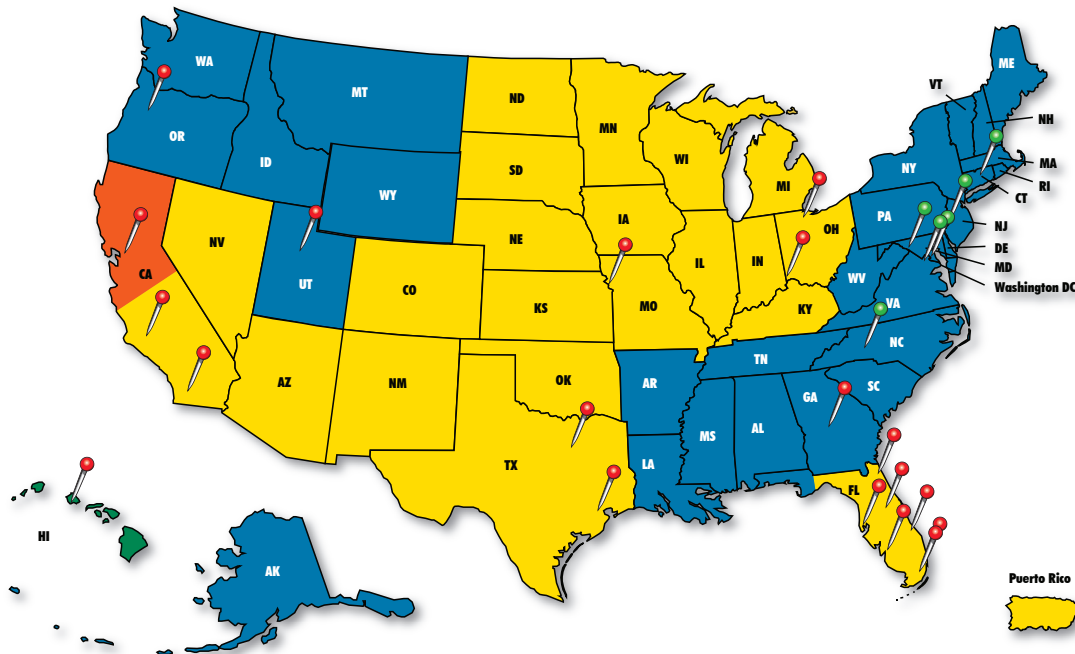 WA
MT
ND
MN
ME
VT
NH
OR
ID
SD
WI
MI
NY
MA
RI
CT
WY
IA
PA
NJ
NV
NE
IL
IN
OH
DE
MD
Washington DC
CA
UT
CO
KS
MO
KY
WV
VA
AZ
NM
OK
AR
TN
NC
TX
LA
MS
AL
GA
SC
FL
HI
AK
Puerto Rico